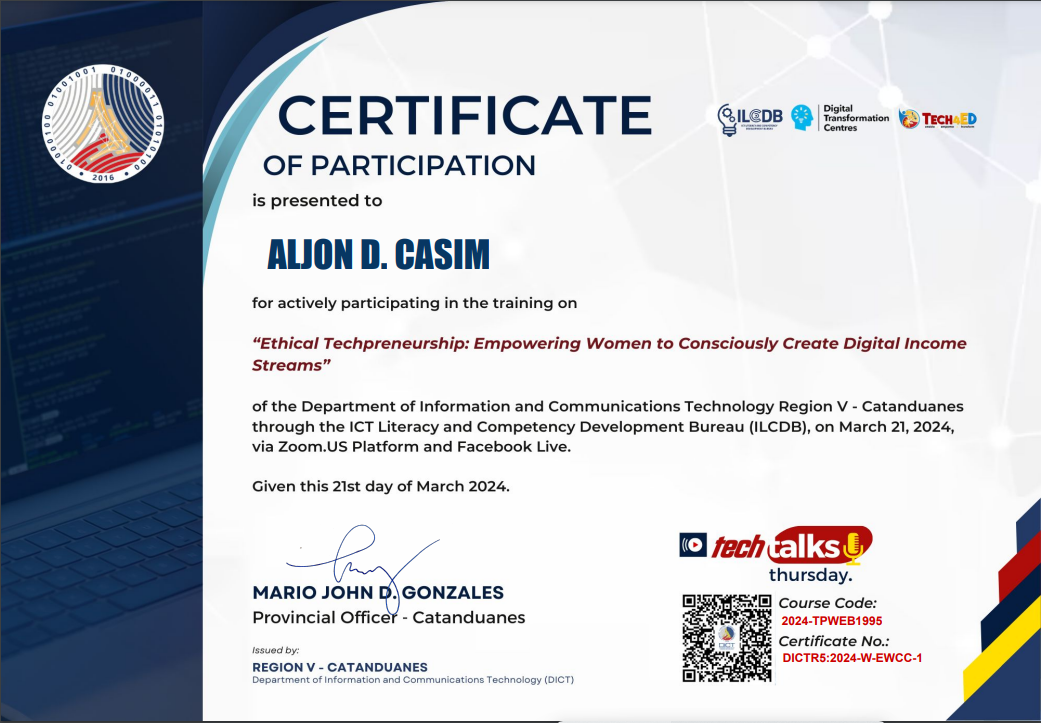 01000100 01001001 01000011 01010100
2016
CERTIFICATE
OF PARTICIPATION
is presented to
ILCDB
Digital
Transformation
Centres
TECH4ED
ALJON D. CASIM
for actively participating in the training on
“Ethical Techpreneurship: Empowering Women to Consciously Create Digital Income
Streams”
of the Department of Information and Communications Technology Region V - Catanduanes
through the ICT Literacy and Competency Development Bureau (ILCDB), on March 21, 2024,
via Zoom.US Platform and Facebook Live.
Given this 21st day of March 2024.
MARIO JOHN D. GONZALES
Provincial Officer - Catanduanes
Issued by:
REGION V - CATANDUANES
Department of Information and Communications Technology (DICT)
tech talks
thursday.
DICT
Course Code:
2024-TPWEB1995
Certificate No.:
DICTR5:2024-W-EWCC-1